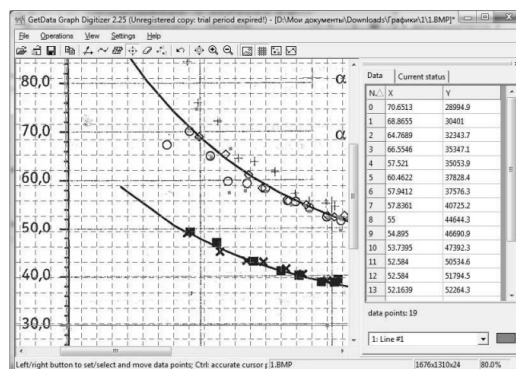 GetData Graph Digitizer 2.25 (Unregistered copy: trial period expired!) - [D:\Мои документы\Downloads\Графики\1\1.BMP]*
File Operations View Settings Help
80,0
α
70,0
α
60,0
50,0
40,0
30,0
Data Current status
N. X Y
0 70.6513 28994.9
1 68.8655 30401
2 64.7689 32343.7
3 66.5546 35347.1
4 57.521 35053.9
5 60.4622 37828.4
6 57.9412 37576.3
7 57.8361 40725.2
8 55 44644.3
9 54.895 46690.9
10 53.7395 47392.3
11 52.584 50534.6
12 52.584 51794.5
13 52.1639 52264.3
data points: 19
1: Line #1
Left/right button to set/select and move data points; Ctrl: accurate cursor p 1.BMP 1676x1310x24 80.0%